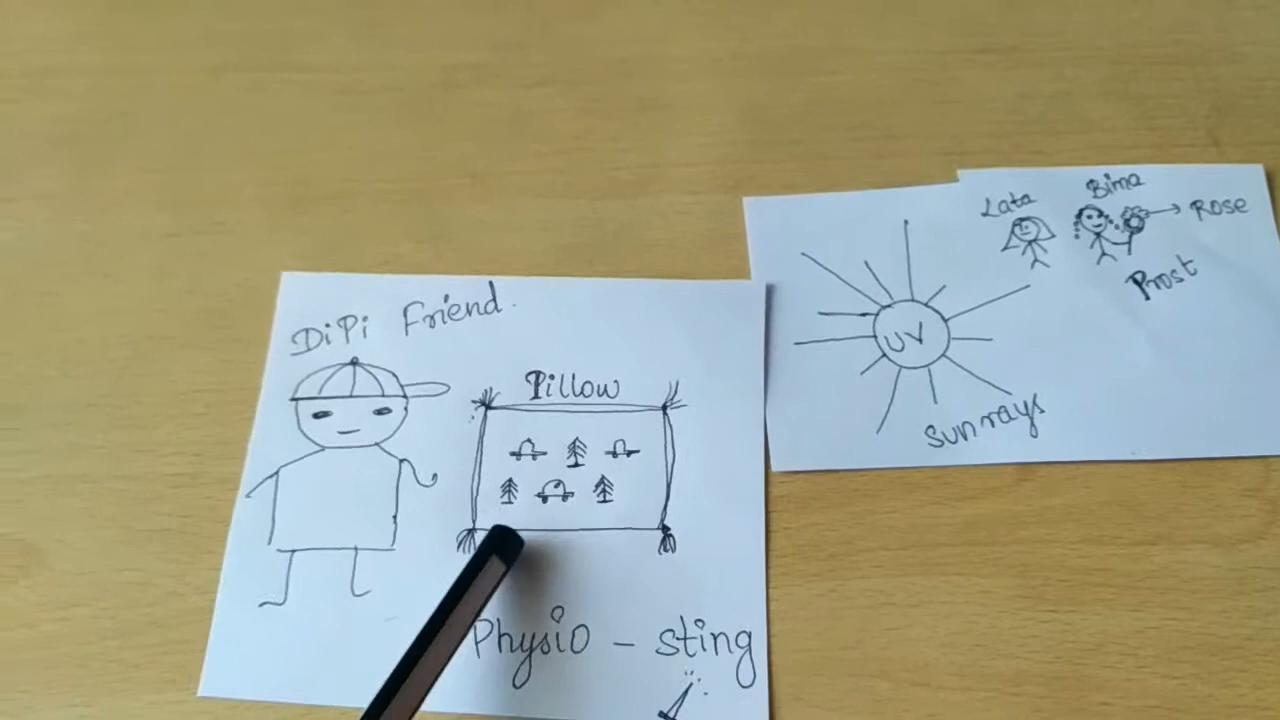 DiPi Friend.
Pillow
Physio - sting
Lata
Bima
Rose
Prost
UV
Sunrays